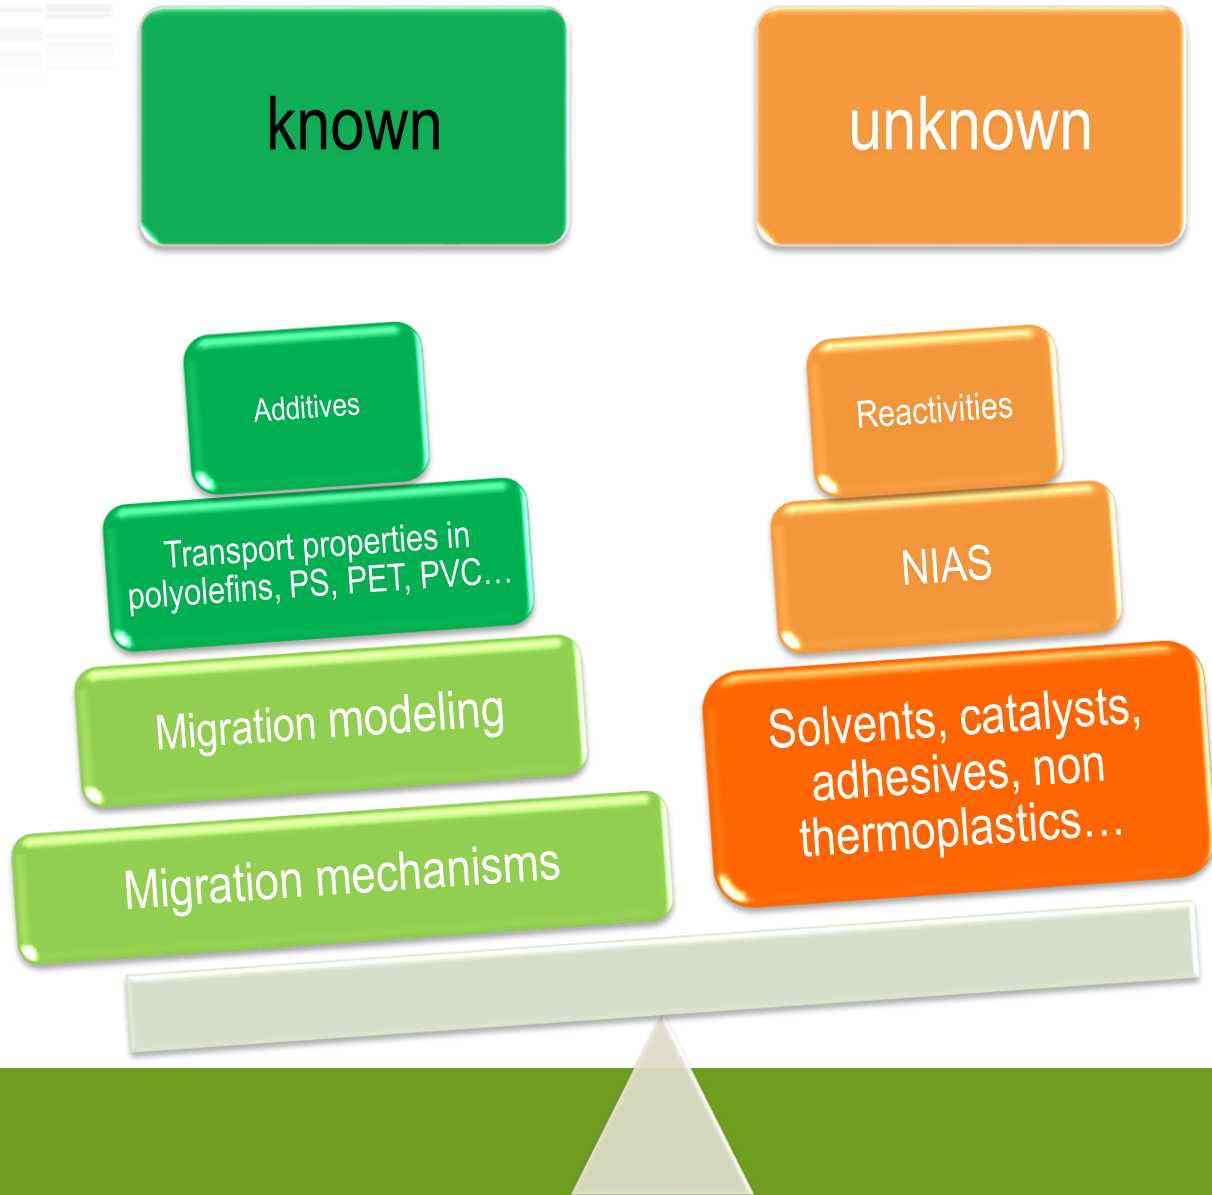 known
unknown
Additives
Transport properties in
polyolefins, PS, PET, PVC…
Migration modeling
Migration mechanisms
Reactivities
NIAS
Solvents, catalysts,
adhesives, non
thermoplastics…